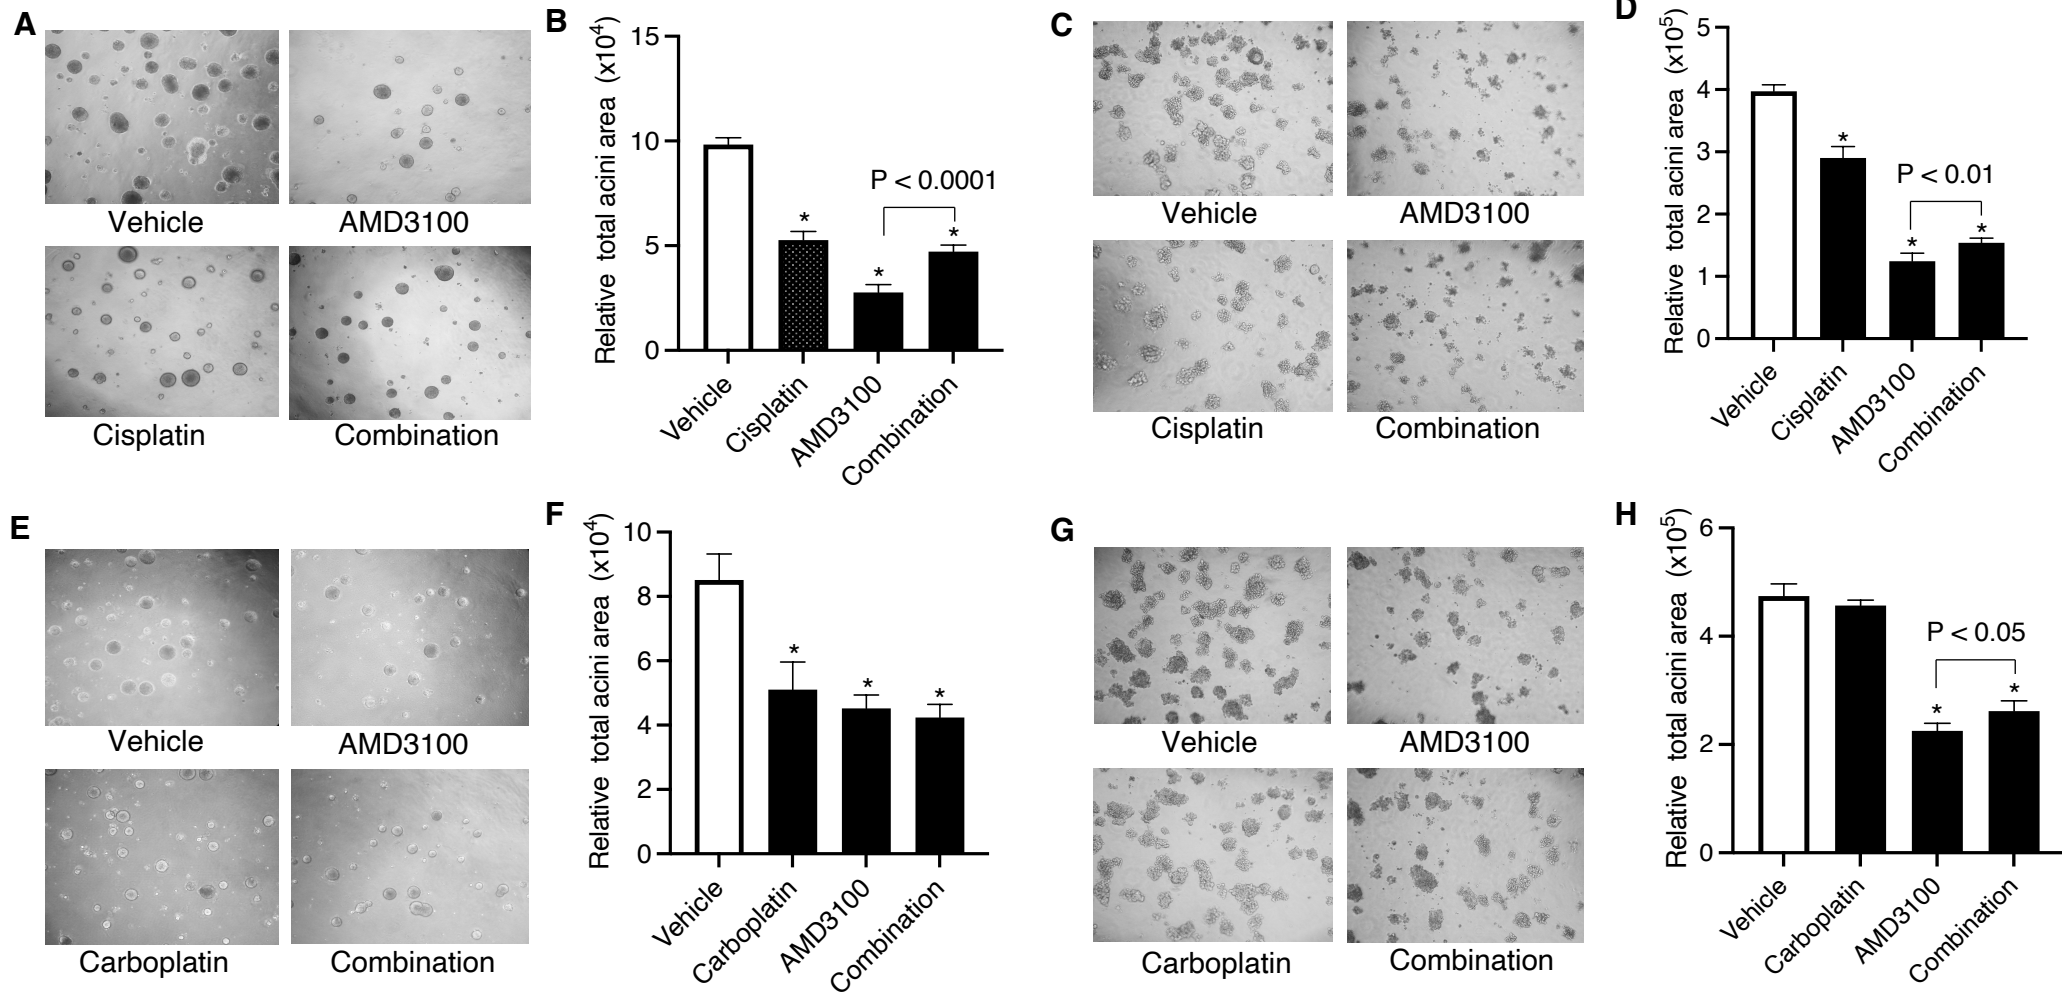 A
Vehicle
AMD3100
Cisplatin
Combination
B
Relative total acini area (x10⁴)
15
10
5
0
P < 0.0001
*
*
*
Vehicle
Cisplatin
AMD3100
Combination
C
Vehicle
AMD3100
Cisplatin
Combination
D
Relative total acini area (x10⁵)
5
4
3
2
1
0
*
P < 0.01
*
*
Vehicle
Cisplatin
AMD3100
Combination
E
Vehicle
AMD3100
Carboplatin
Combination
F
Relative total acini area (x10⁴)
10
8
6
4
2
0
*
*
*
Vehicle
Carboplatin
AMD3100
Combination
G
Vehicle
AMD3100
Carboplatin
Combination
H
Relative total acini area (x10⁵)
6
4
2
0
P < 0.05
*
*
Vehicle
Carboplatin
AMD3100
Combination